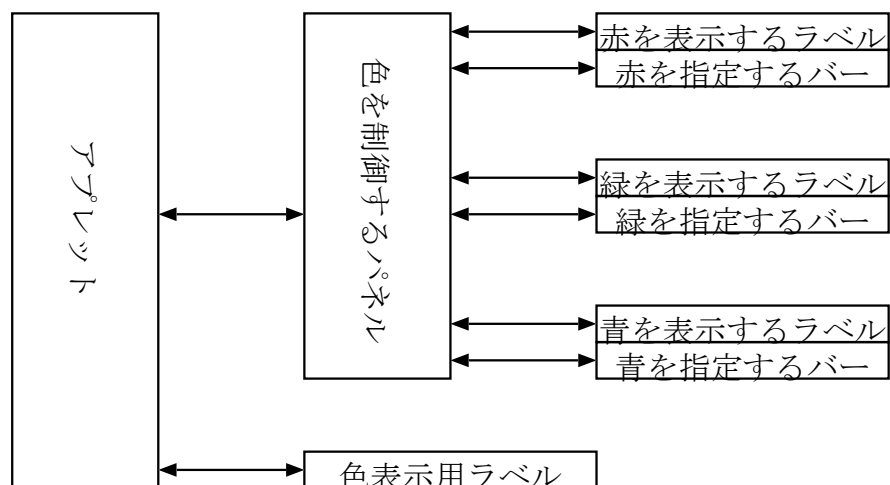 アプレット
色を制御するパネル
赤を表示するラベル
赤を指定するバー
緑を表示するラベル
緑を指定するバー
青を表示するラベル
青を指定するバー
色表示用ラベル